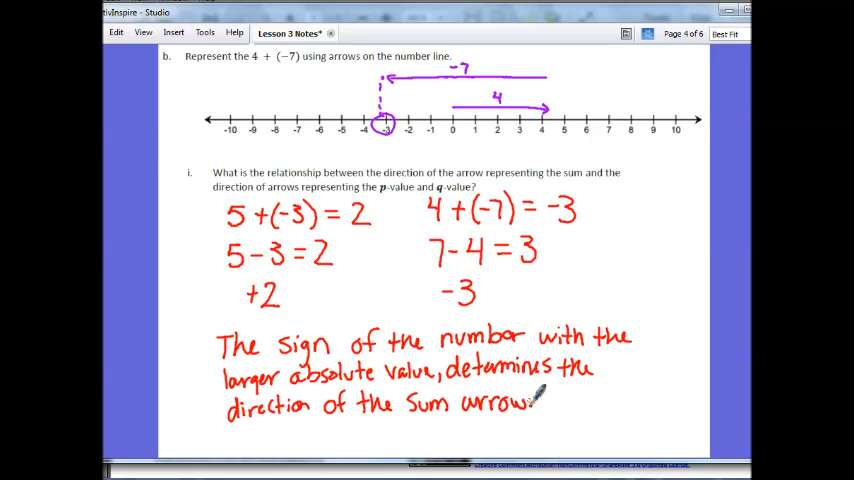 ctivInspire - Studio
Edit View Insert Tools Help Lesson 3 Notes* Page 4 of 6 Best Fit
b. Represent the 4 + (−7) using arrows on the number line.
-7
4
-10 -9 -8 -7 -6 -5 -4 -3 -2 -1 0 1 2 3 4 5 6 7 8 9 10
i. What is the relationship between the direction of the arrow representing the sum and the
direction of arrows representing the p-value and q-value?
5 + (-3) = 2 4 + (-7) = -3
5 - 3 = 2 7 - 4 = 3
+2 -3
The sign of the number with the
larger absolute value, determines the
direction of the sum arrow